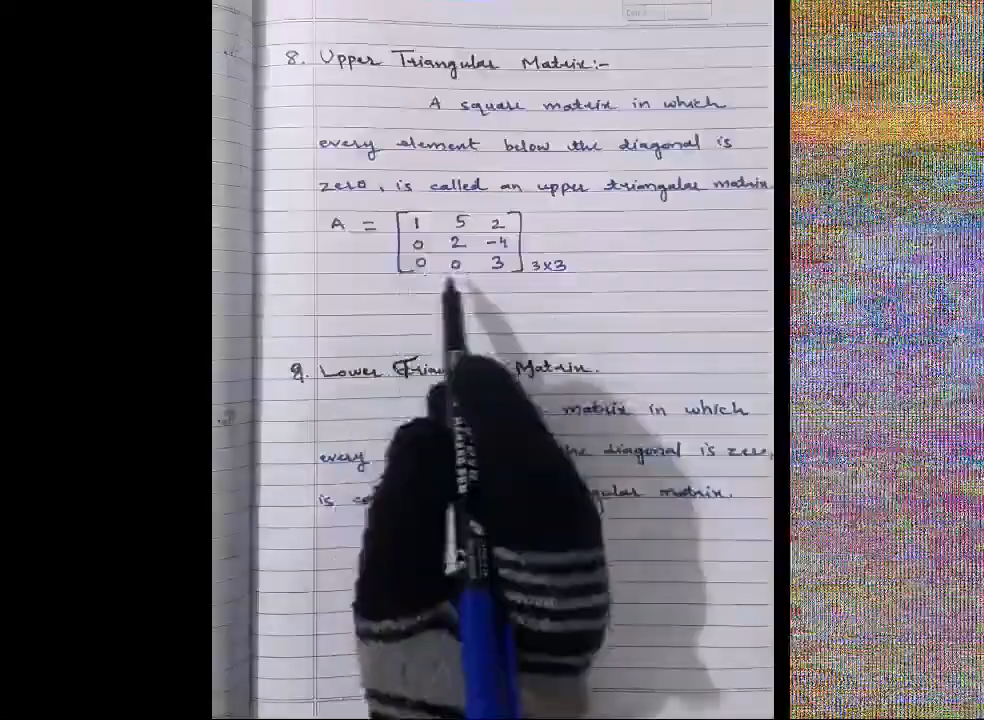 8. Upper Triangular Matrix:-
A square matrix in which
every element below the diagonal is
zero, is called an upper triangular matrix.
A = [ 1 5 2
0 2 -4
0 0 3 ] 3x3
9. Lower Matrix.
matrix in which
every diagonal is zero,
is matrix.